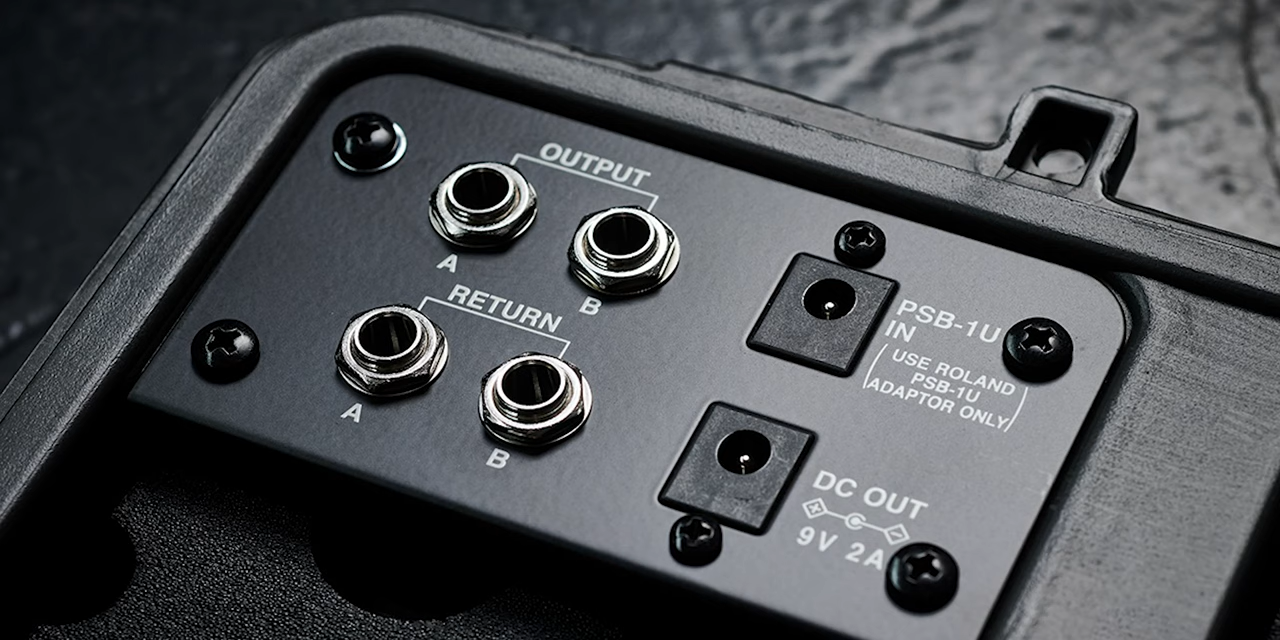 OUTPUT
A
B
RETURN
A
B
PSB-1U
IN
(USE ROLAND
PSB-1U
ADAPTOR ONLY)
DC OUT
9V 2A